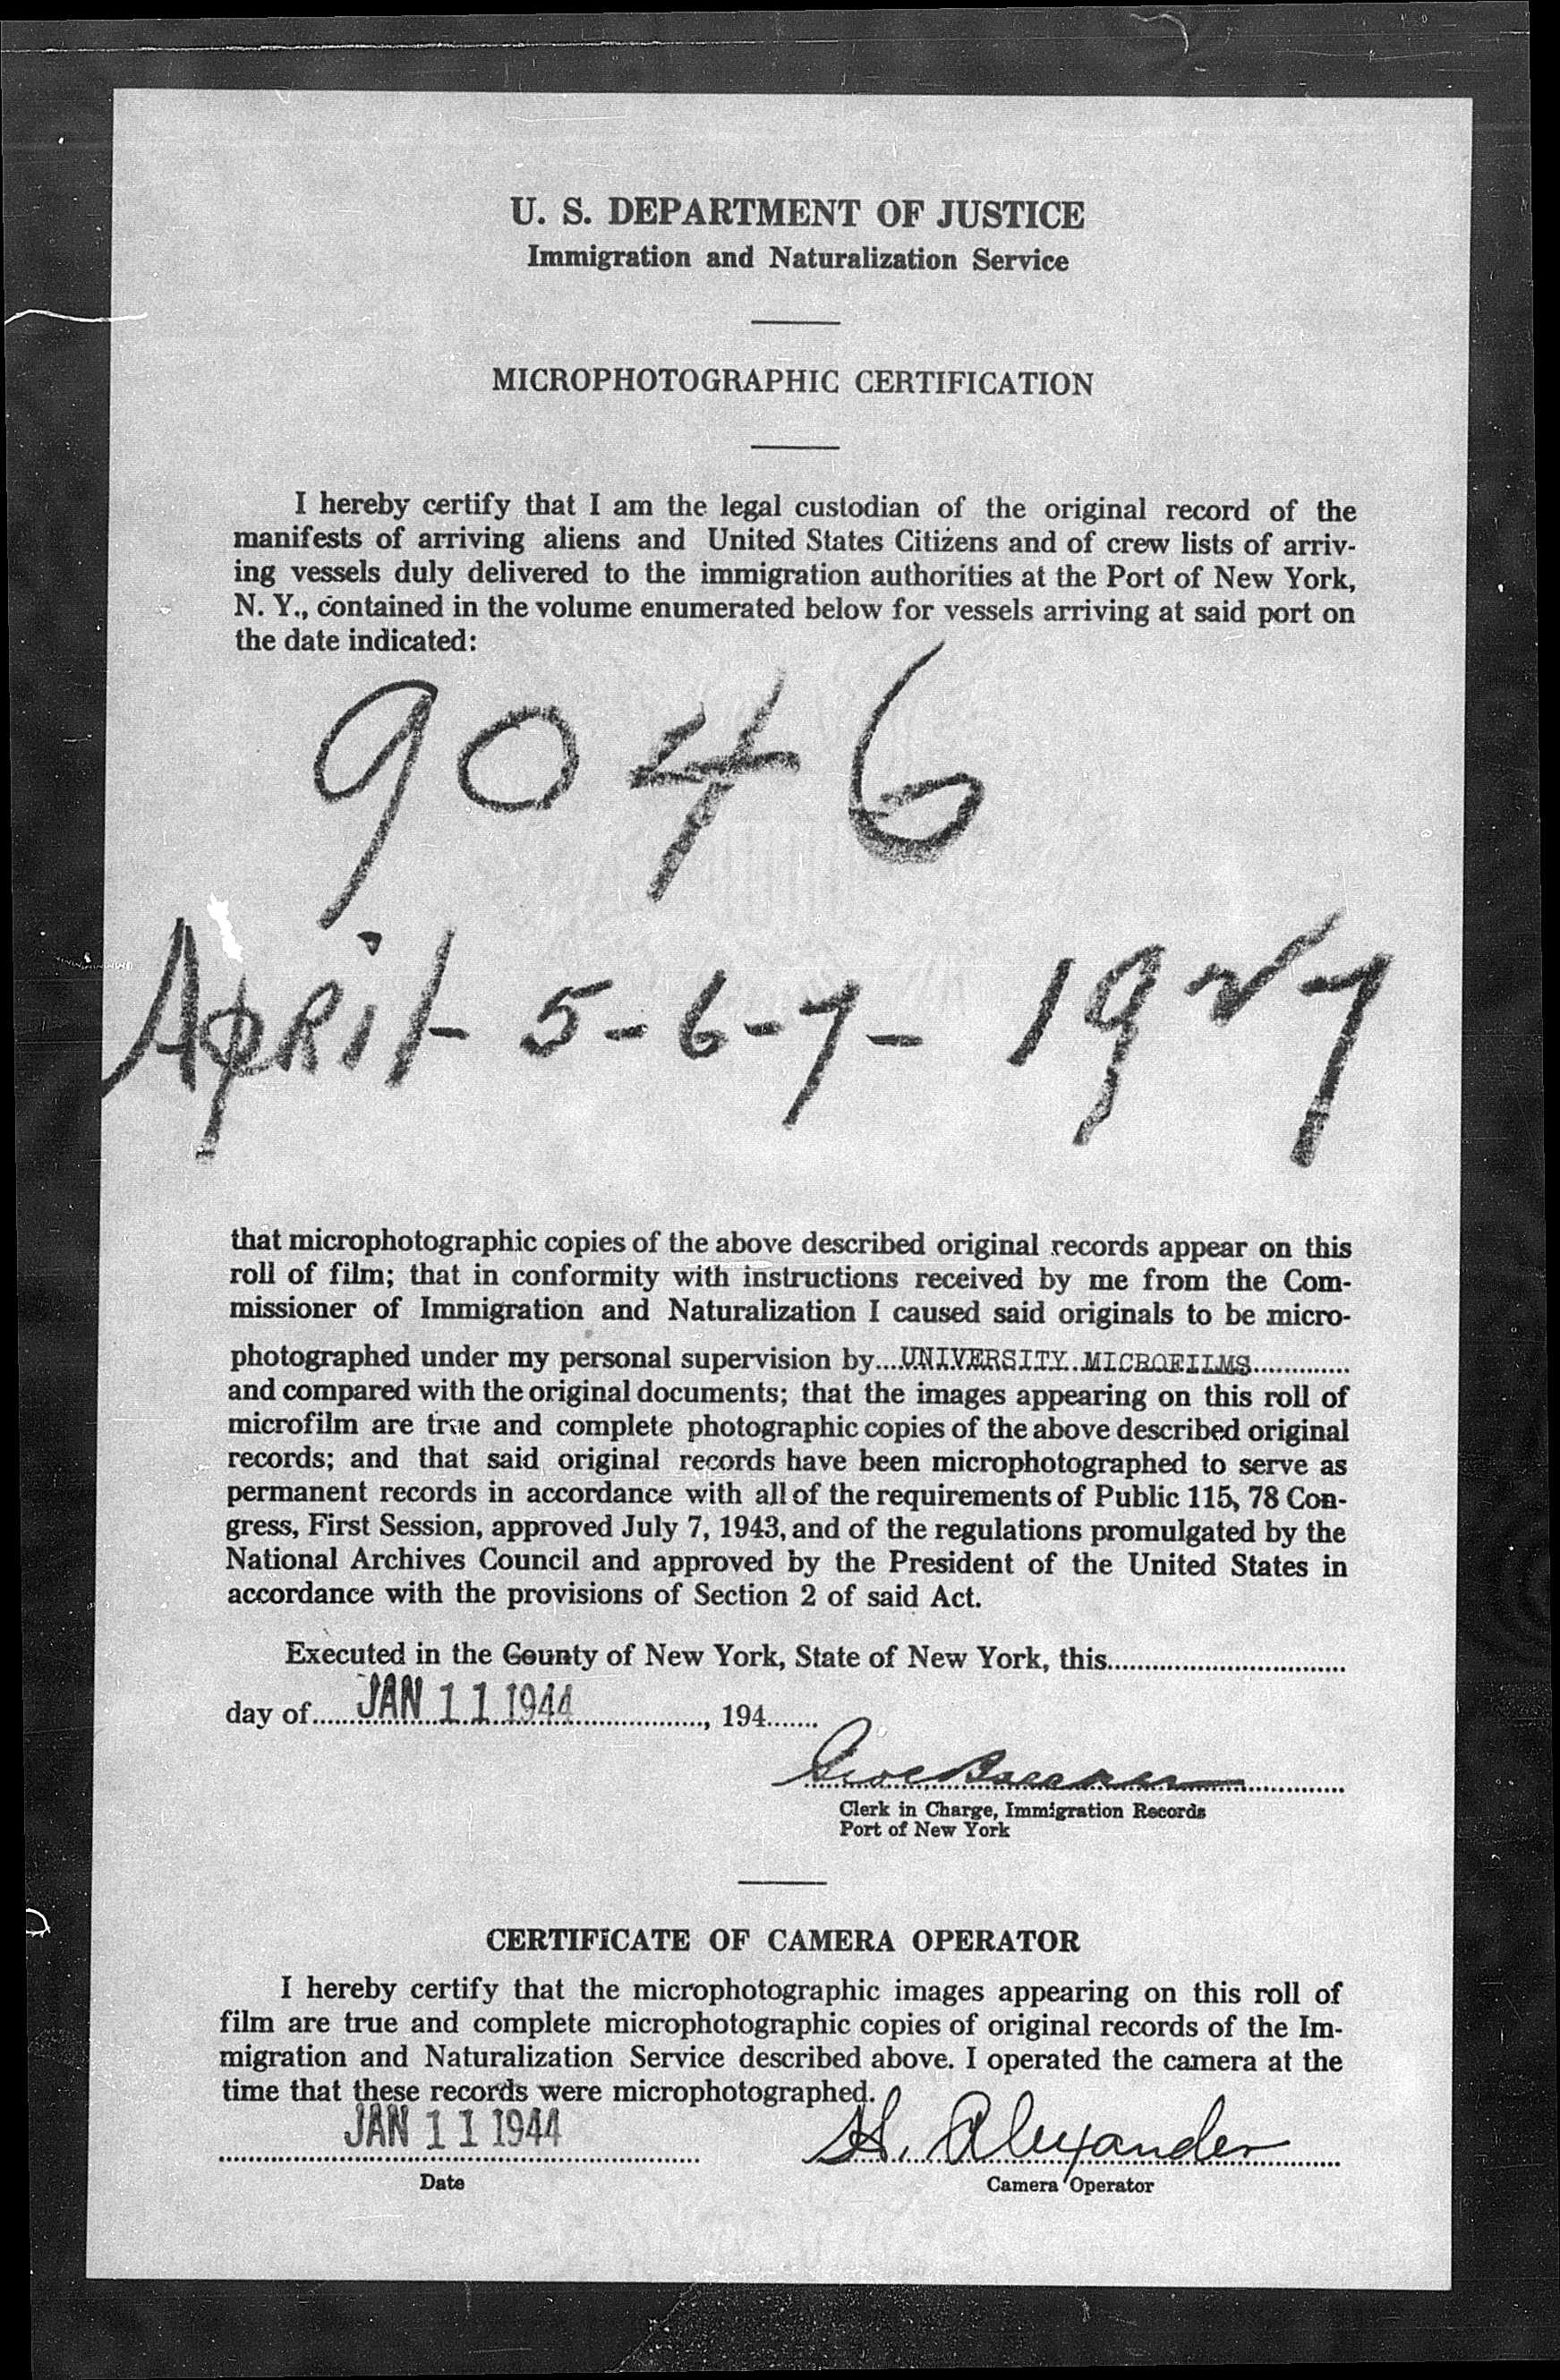 U. S. DEPARTMENT OF JUSTICE
Immigration and Naturalization Service
MICROPHOTOGRAPHIC CERTIFICATION
I hereby certify that I am the legal custodian of the original record of the
manifests of arriving aliens and United States Citizens and of crew lists of arriv-
ing vessels duly delivered to the immigration authorities at the Port of New York,
N. Y., contained in the volume enumerated below for vessels arriving at said port on
the date indicated:
9046
April - 5-6-7- 1927
that microphotographic copies of the above described original records appear on this
roll of film; that in conformity with instructions received by me from the Com-
missioner of Immigration and Naturalization I caused said originals to be micro-
photographed under my personal supervision by...UNIVERSITY MICROFILMS.............
and compared with the original documents; that the images appearing on this roll of
microfilm are true and complete photographic copies of the above described original
records; and that said original records have been microphotographed to serve as
permanent records in accordance with all of the requirements of Public 115, 78 Con-
gress, First Session, approved July 7, 1943, and of the regulations promulgated by the
National Archives Council and approved by the President of the United States in
accordance with the provisions of Section 2 of said Act.
Executed in the County of New York, State of New York, this................................
day of...... JAN 11 1944 ......................, 194.......
Clerk in Charge, Immigration Records
Port of New York
CERTIFICATE OF CAMERA OPERATOR
I hereby certify that the microphotographic images appearing on this roll of
film are true and complete microphotographic copies of original records of the Im-
migration and Naturalization Service described above. I operated the camera at the
time that these records were microphotographed.
JAN 11 1944 H. Alexander
Date Camera Operator